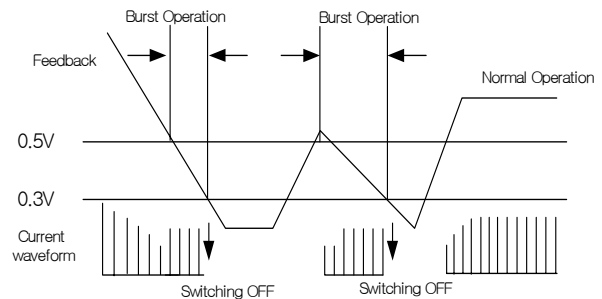 Burst Operation
Burst Operation
Feedback
Normal Operation
0.5V
0.3V
Current
waveform
Switching OFF
Switching OFF